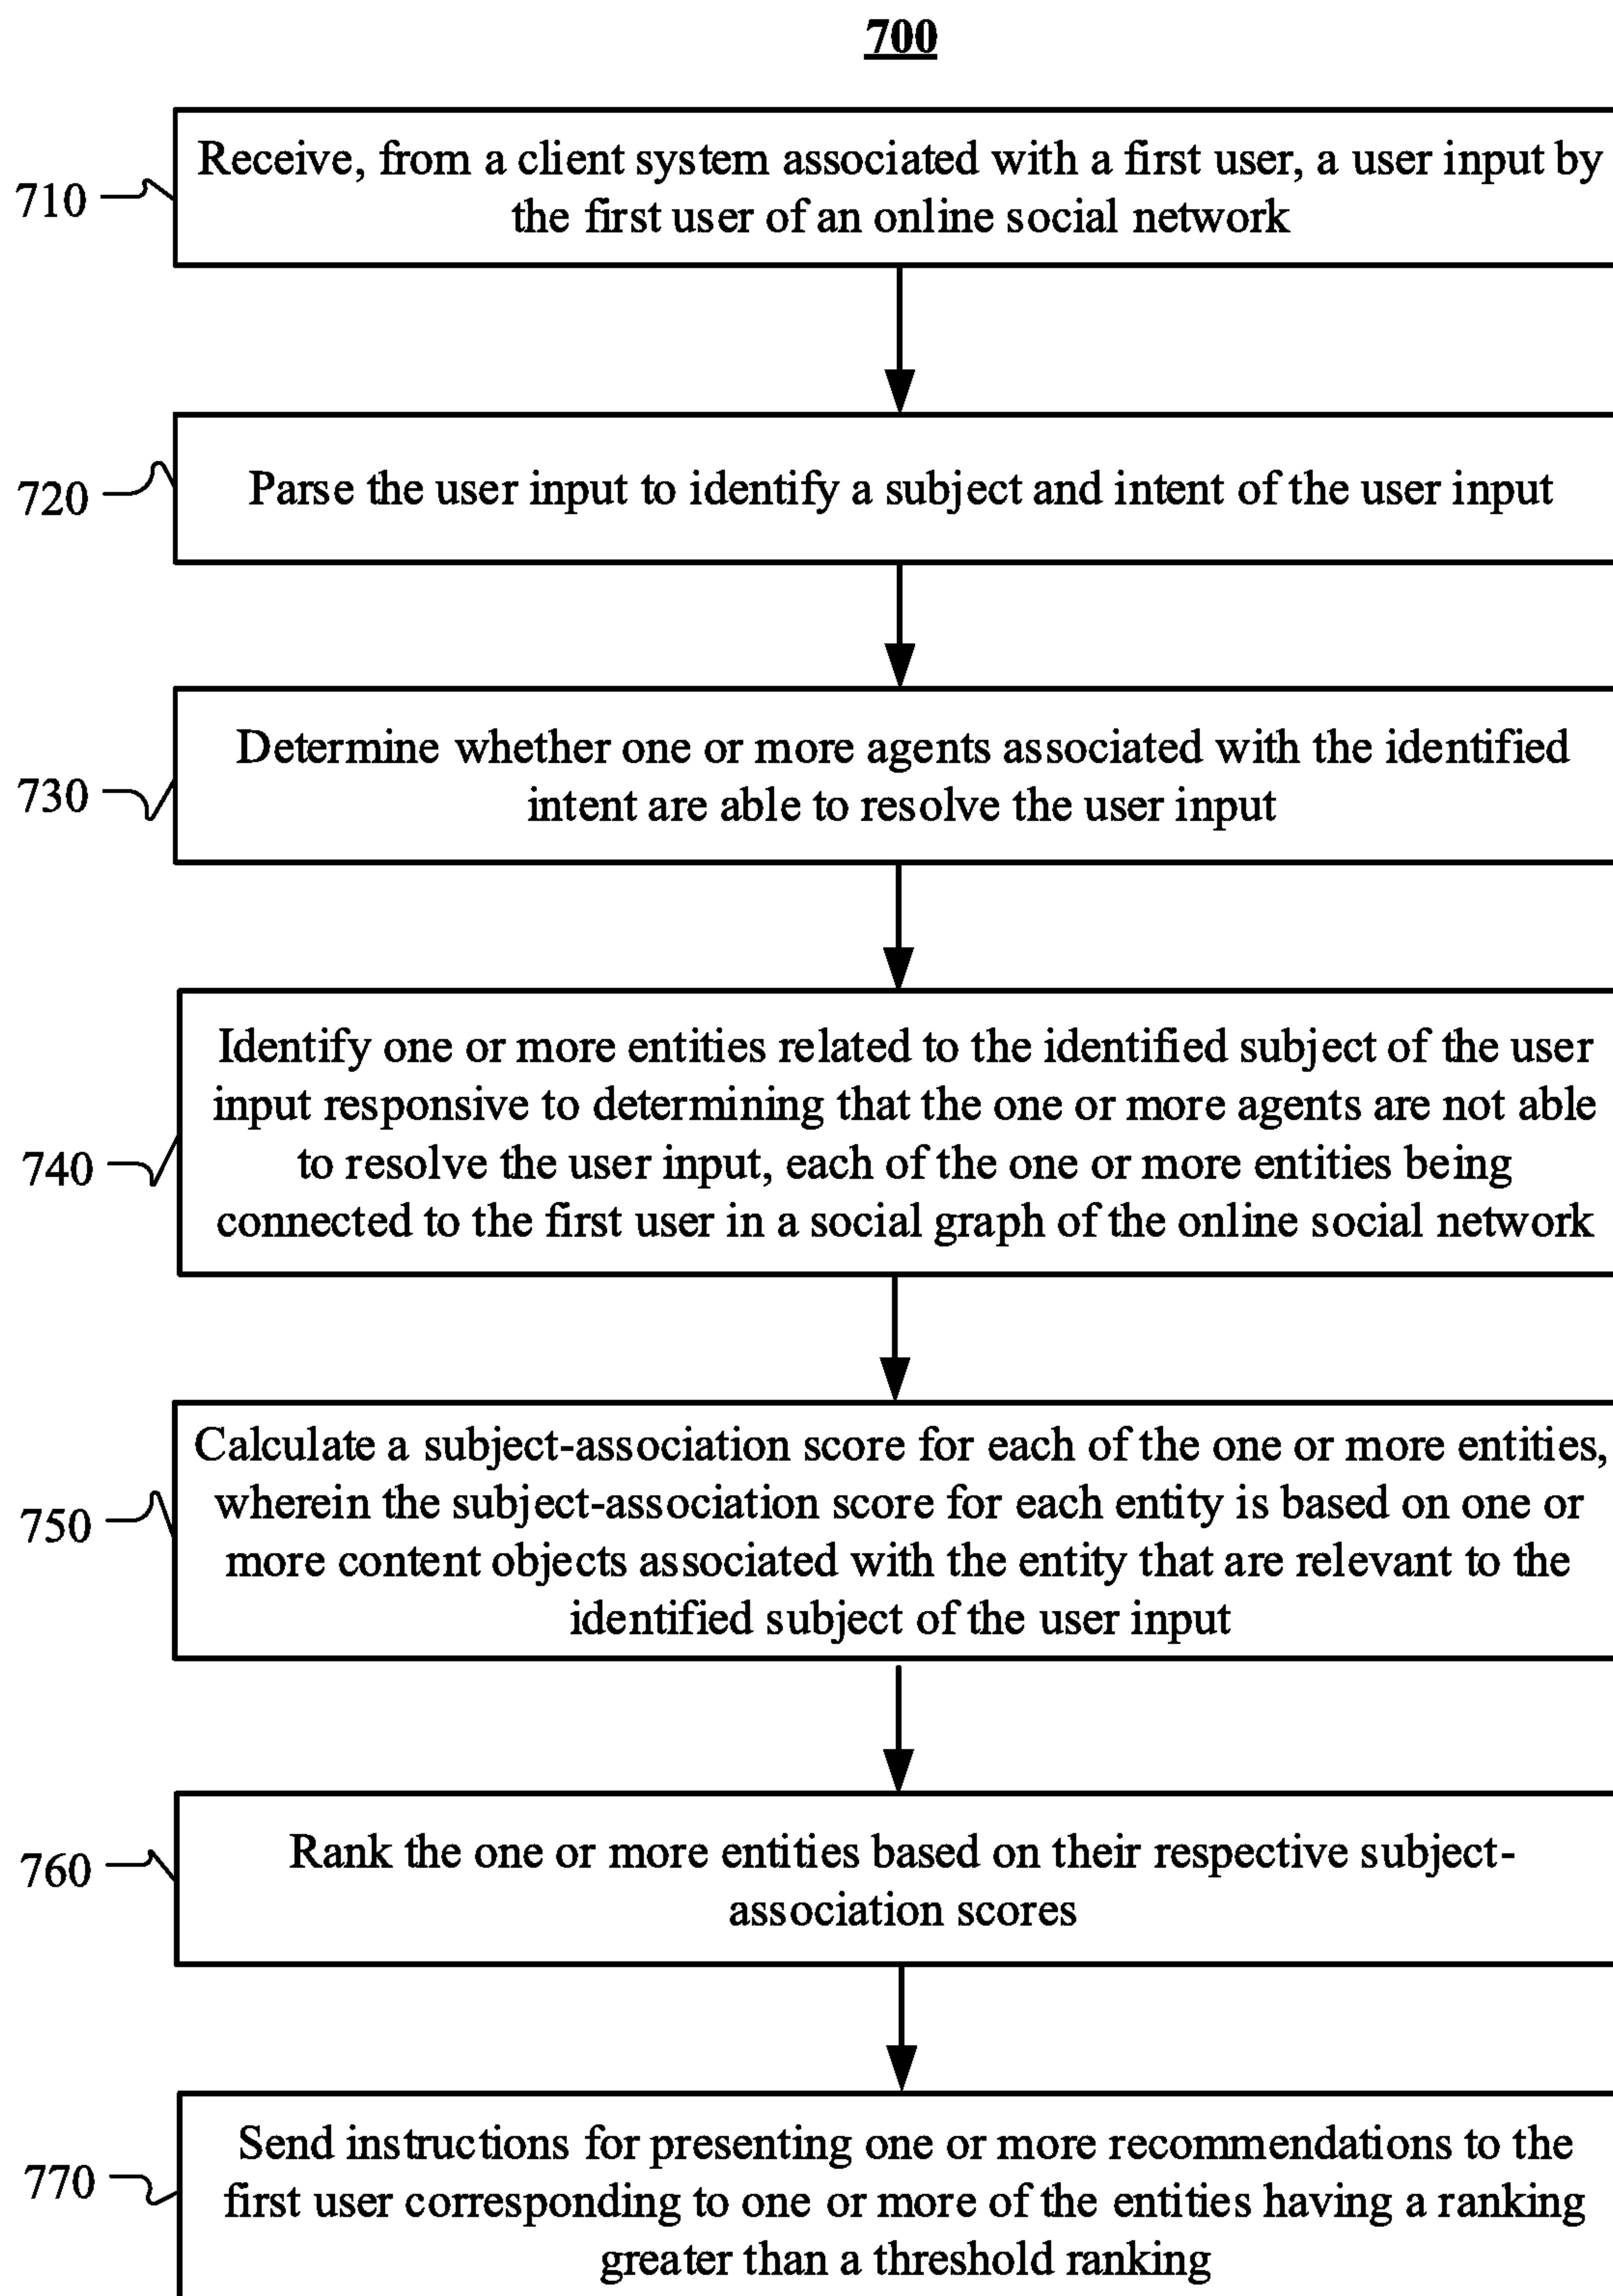 700
710
Receive, from a client system associated with a first user, a user input by
the first user of an online social network
720
Parse the user input to identify a subject and intent of the user input
730
Determine whether one or more agents associated with the identified
intent are able to resolve the user input
740
Identify one or more entities related to the identified subject of the user
input responsive to determining that the one or more agents are not able
to resolve the user input, each of the one or more entities being
connected to the first user in a social graph of the online social network
750
Calculate a subject-association score for each of the one or more entities,
wherein the subject-association score for each entity is based on one or
more content objects associated with the entity that are relevant to the
identified subject of the user input
760
Rank the one or more entities based on their respective subject-
association scores
770
Send instructions for presenting one or more recommendations to the
first user corresponding to one or more of the entities having a ranking
greater than a threshold ranking